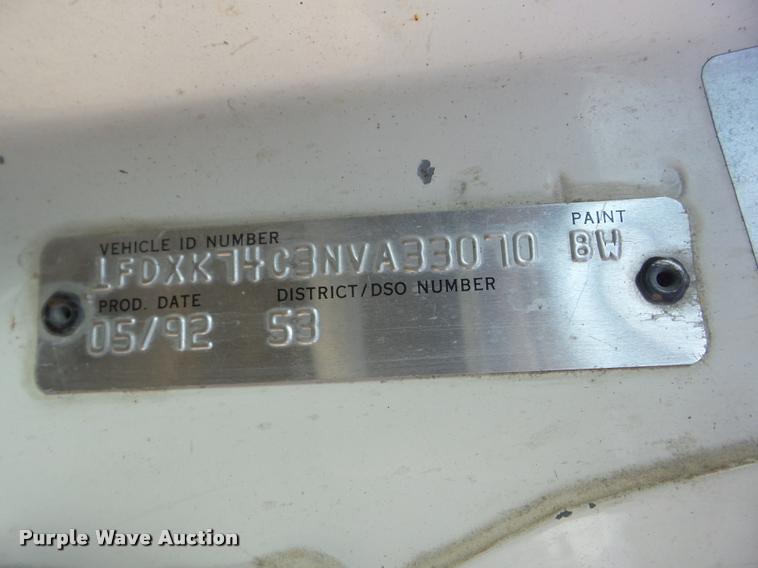 PAINT
VEHICLE ID NUMBER
1FDXK74C3NVA33070 BW
PROD. DATE DISTRICT/DSO NUMBER
05/92 53
Purple Wave Auction